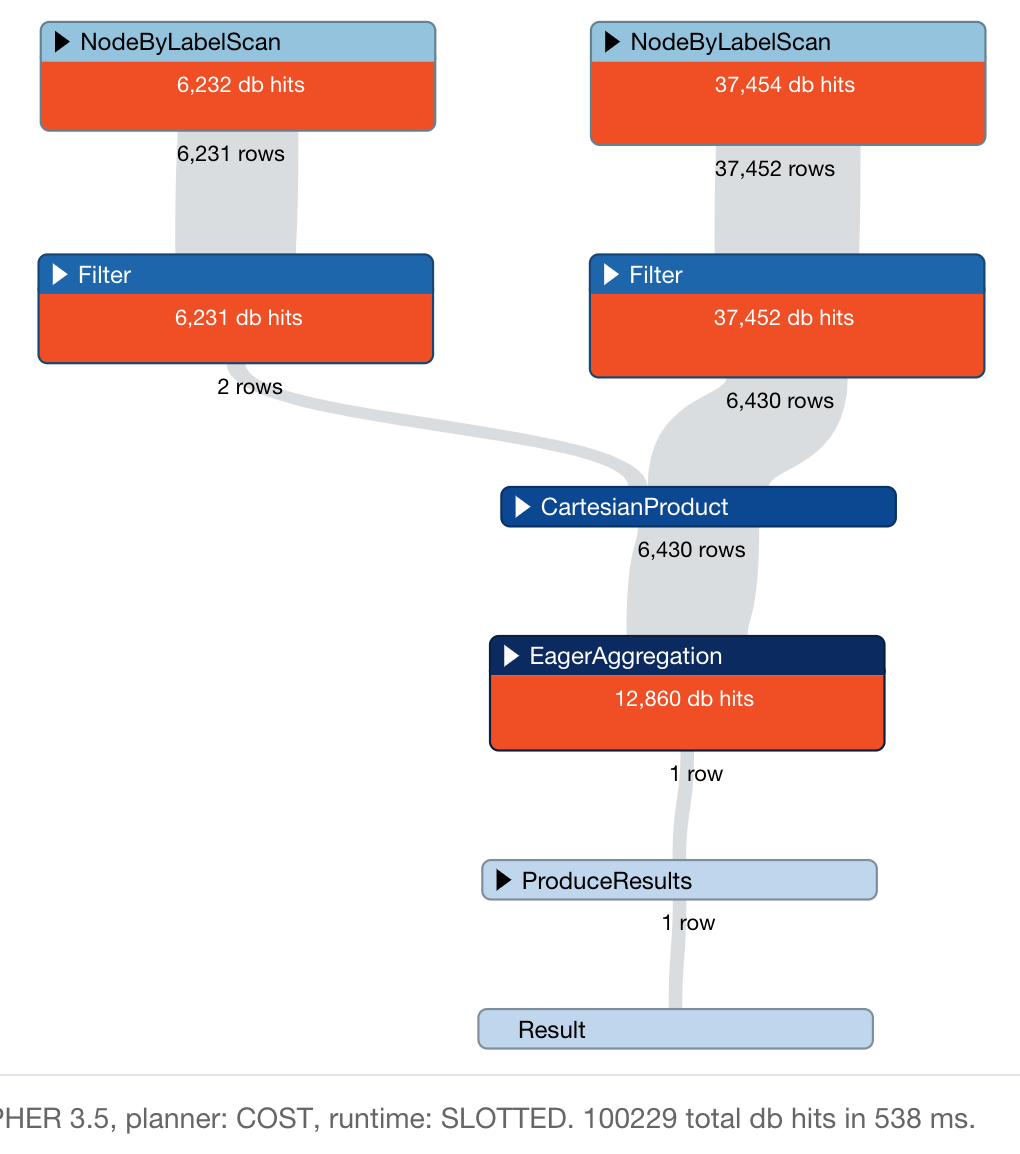 NodeByLabelScan
6,232 db hits
6,231 rows
NodeByLabelScan
37,454 db hits
37,452 rows
Filter
6,231 db hits
2 rows
Filter
37,452 db hits
6,430 rows
CartesianProduct
6,430 rows
EagerAggregation
12,860 db hits
1 row
ProduceResults
1 row
Result
PHER 3.5, planner: COST, runtime: SLOTTED. 100229 total db hits in 538 ms.